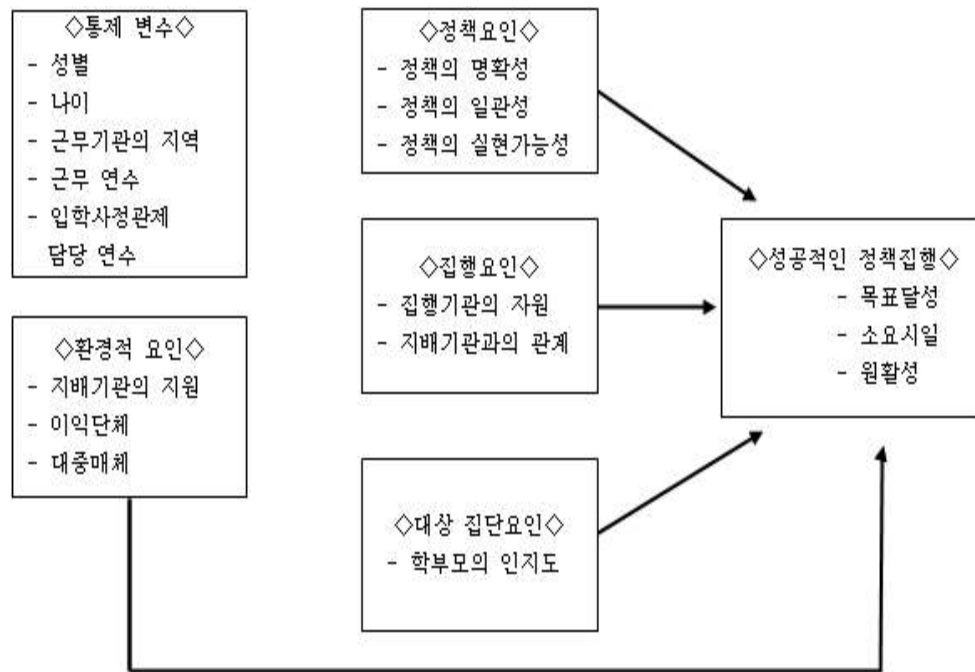 ◇통제 변수◇
- 성별
- 나이
- 근무기관의 지역
- 근무 연수
- 입학사정관제
담당 연수
◇환경적 요인◇
- 지배기관의 지원
- 이익단체
- 대중매체
◇정책요인◇
- 정책의 명확성
- 정책의 일관성
- 정책의 실현가능성
◇집행요인◇
- 집행기관의 자원
- 지배기관과의 관계
◇대상 집단요인◇
- 학부모의 인지도
◇성공적인 정책집행◇
- 목표달성
- 소요시일
- 원활성